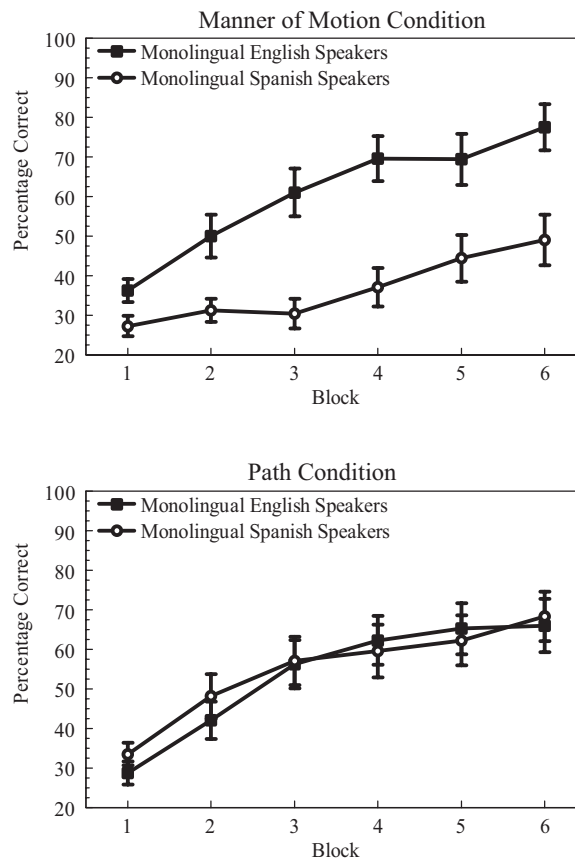 Manner of Motion Condition
100
90
80
70
60
50
40
30
20
Percentage Correct
Monolingual English Speakers
Monolingual Spanish Speakers
1 2 3 4 5 6
Block
Path Condition
100
90
80
70
60
50
40
30
20
Percentage Correct
Monolingual English Speakers
Monolingual Spanish Speakers
1 2 3 4 5 6
Block